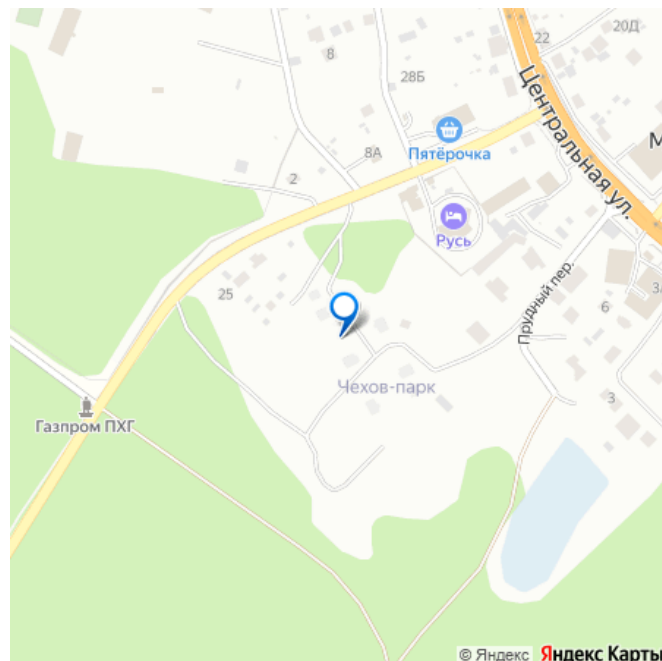 22
20Д
8
28Б
Центральная ул.
М
Пятёрочка
8А
2
Русь
25
Прудный пер.
3а
6
Чехов-парк
3
Газпром ПХГ
© Яндекс Яндекс Карты